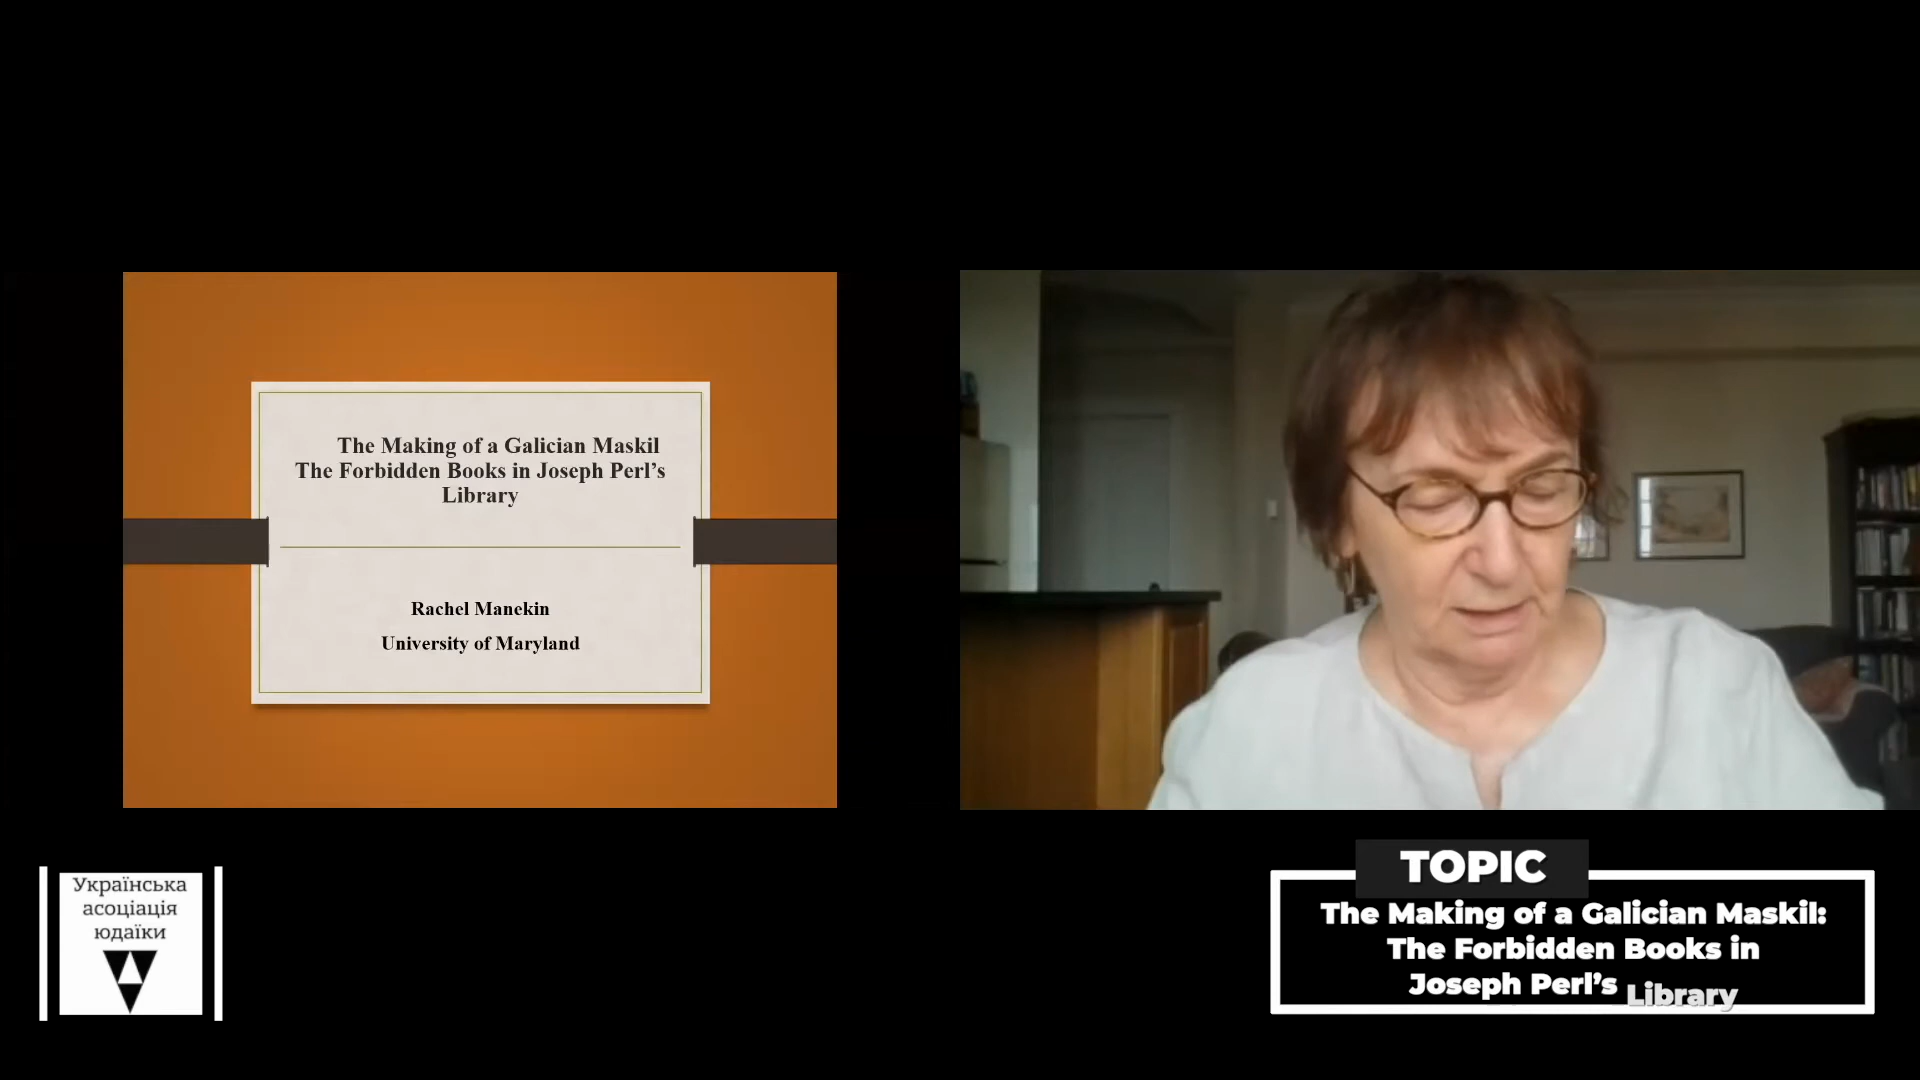 The Making of a Galician Maskil
The Forbidden Books in Joseph Perl’s
Library
Rachel Manekin
University of Maryland
Українська
асоціація
юдаїки
TOPIC
The Making of a Galician Maskil:
The Forbidden Books in
Joseph Perl’s Library